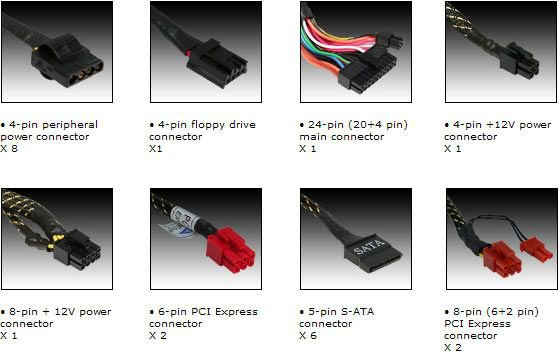 • 4-pin peripheral
power connector
X 8
• 4-pin floppy drive
connector
X1
• 24-pin (20+4 pin)
main connector
X 1
• 4-pin +12V power
connector
X 1
SATA
• 8-pin + 12V power
connector
X 1
• 6-pin PCI Express
connector
X 2
• 5-pin S-ATA
connector
X 6
• 8-pin (6+2 pin)
PCI Express
connector
X 2